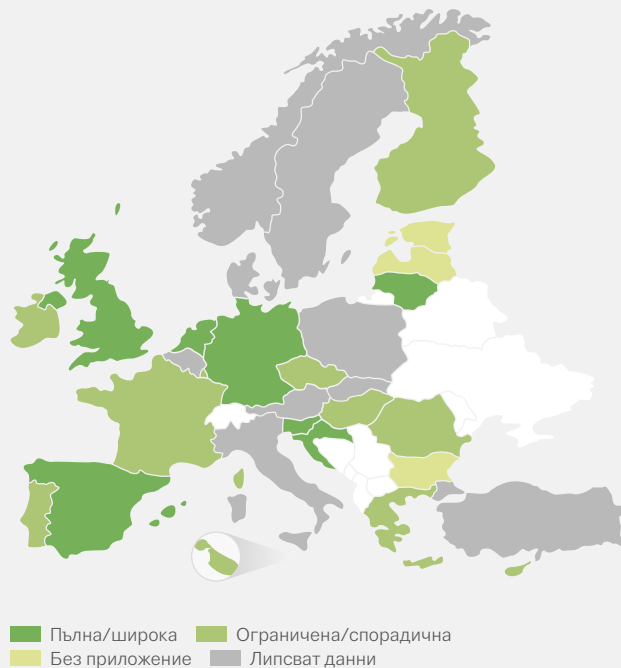 Пълна/широка Ограничена/спорадична
Без приложение Липсват данни